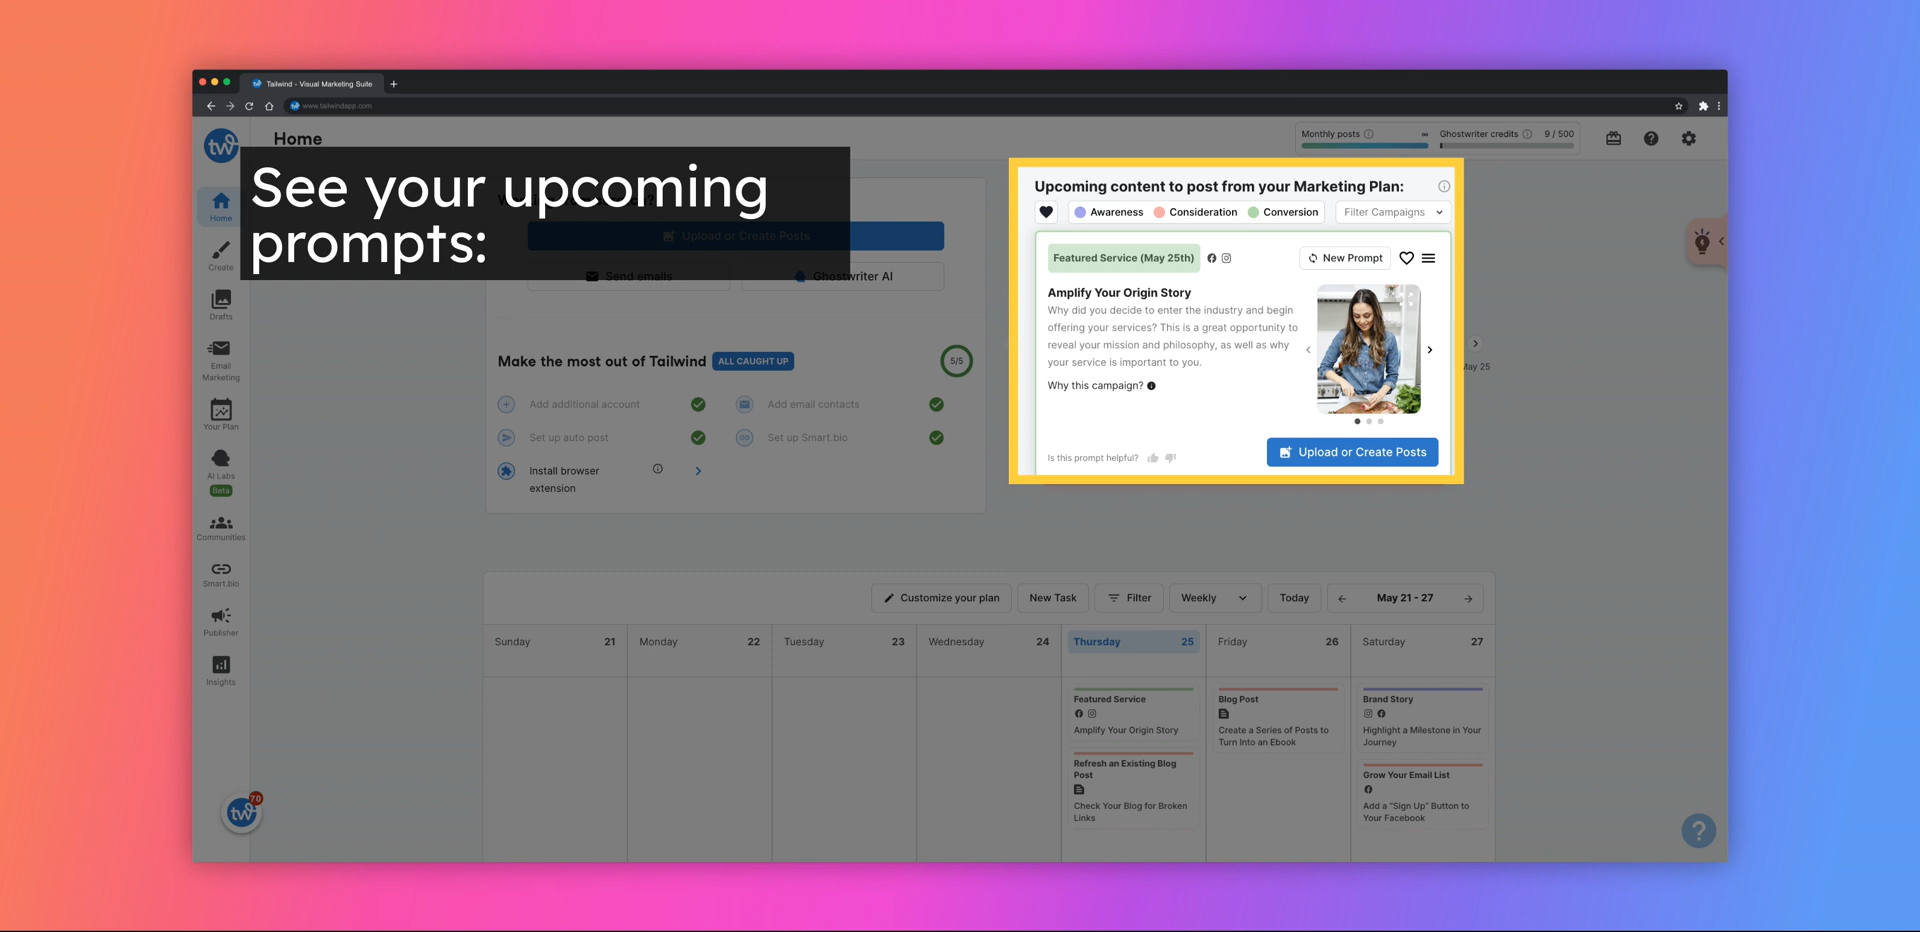 Tailwind - Visual Marketing Suite
www.tailwindapp.com
tw
Home
Monthly posts
∞
Ghostwriter credits
9 / 500
See your upcoming
prompts:
Upload or Create Posts
Send emails
Ghostwriter AI
Home
Create
Drafts
Email
Marketing
Your Plan
AI Labs
Beta
Communities
Smart.bio
Publisher
Insights
tw
70
Make the most out of Tailwind
ALL CAUGHT UP
5/5
Add additional account
Add email contacts
Set up auto post
Set up Smart.bio
Install browser
extension
Upcoming content to post from your Marketing Plan:
Awareness
Consideration
Conversion
Filter Campaigns
Featured Service (May 25th)
New Prompt
Amplify Your Origin Story
Why did you decide to enter the industry and begin
offering your services? This is a great opportunity to
reveal your mission and philosophy, as well as why
your service is important to you.
Why this campaign?
Is this prompt helpful?
Upload or Create Posts
May 25
Customize your plan
New Task
Filter
Weekly
Today
May 21 - 27
Sunday 21
Monday 22
Tuesday 23
Wednesday 24
Thursday 25
Friday 26
Saturday 27
Featured Service
Amplify Your Origin Story
Refresh an Existing Blog
Post
Check Your Blog for Broken
Links
Blog Post
Create a Series of Posts to
Turn Into an Ebook
Brand Story
Highlight a Milestone in Your
Journey
Grow Your Email List
Add a "Sign Up" Button to
Your Facebook
?